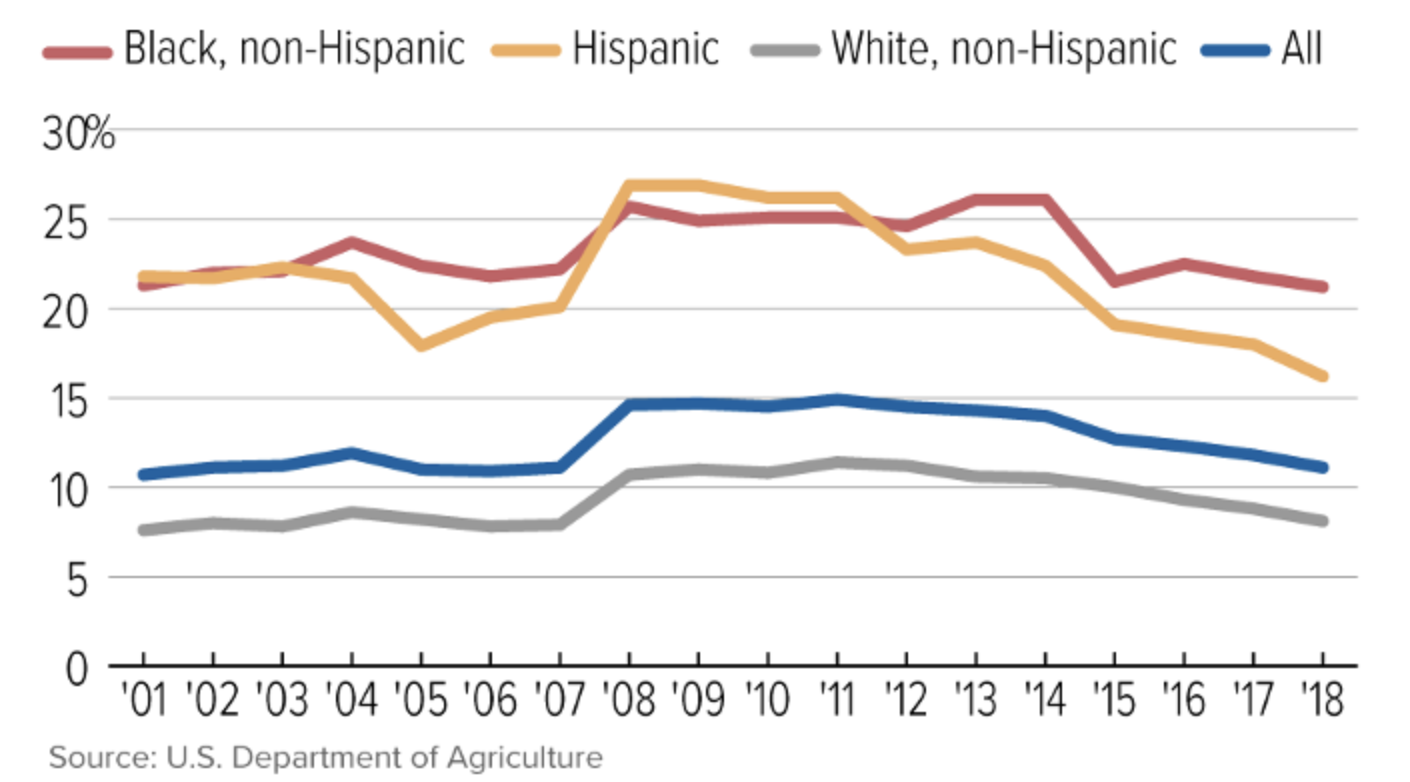 Black, non-Hispanic Hispanic White, non-Hispanic All
30%
25
20
15
10
5
0
'01 '02 '03 '04 '05 '06 '07 '08 '09 '10 '11 '12 '13 '14 '15 '16 '17 '18
Source: U.S. Department of Agriculture